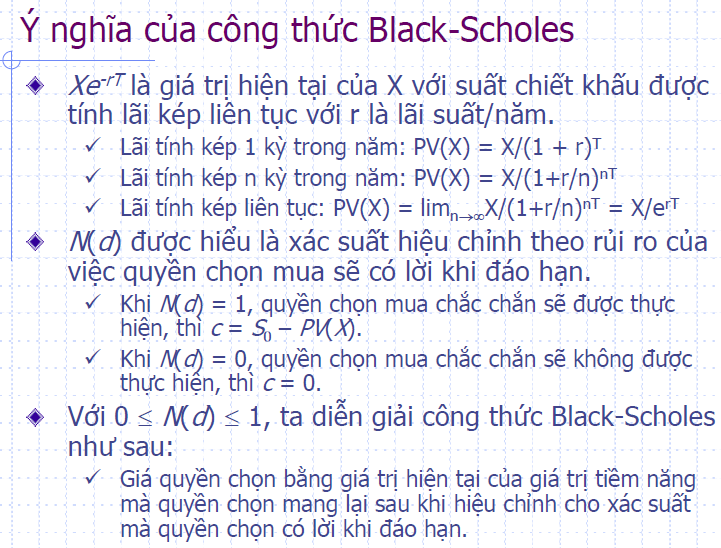 Ý nghĩa của công thức Black-Scholes
Xe-rT là giá trị hiện tại của X với suất chiết khấu được
tính lãi kép liên tục với r là lãi suất/năm.
✓ Lãi tính kép 1 kỳ trong năm: PV(X) = X/(1 + r)T
✓ Lãi tính kép n kỳ trong năm: PV(X) = X/(1+r/n)nT
✓ Lãi tính kép liên tục: PV(X) = limn→∞X/(1+r/n)nT = X/erT
N(d) được hiểu là xác suất hiệu chỉnh theo rủi ro của
việc quyền chọn mua sẽ có lời khi đáo hạn.
✓ Khi N(d) = 1, quyền chọn mua chắc chắn sẽ được thực
hiện, thì c = S0 – PV(X).
✓ Khi N(d) = 0, quyền chọn mua chắc chắn sẽ không được
thực hiện, thì c = 0.
Với 0 ≤ N(d) ≤ 1, ta diễn giải công thức Black-Scholes
như sau:
✓ Giá quyền chọn bằng giá trị hiện tại của giá trị tiềm năng
mà quyền chọn mang lại sau khi hiệu chỉnh cho xác suất
mà quyền chọn có lời khi đáo hạn.